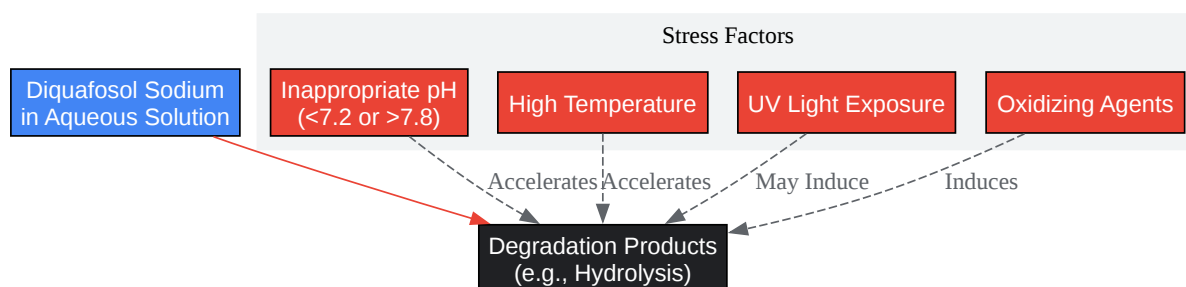 Stress Factors
Diquafosol Sodium
in Aqueous Solution
Inappropriate pH
(<7.2 or >7.8)
High Temperature
UV Light Exposure
Oxidizing Agents
Accelerates
Accelerates
May Induce
Induces
Degradation Products
(e.g., Hydrolysis)